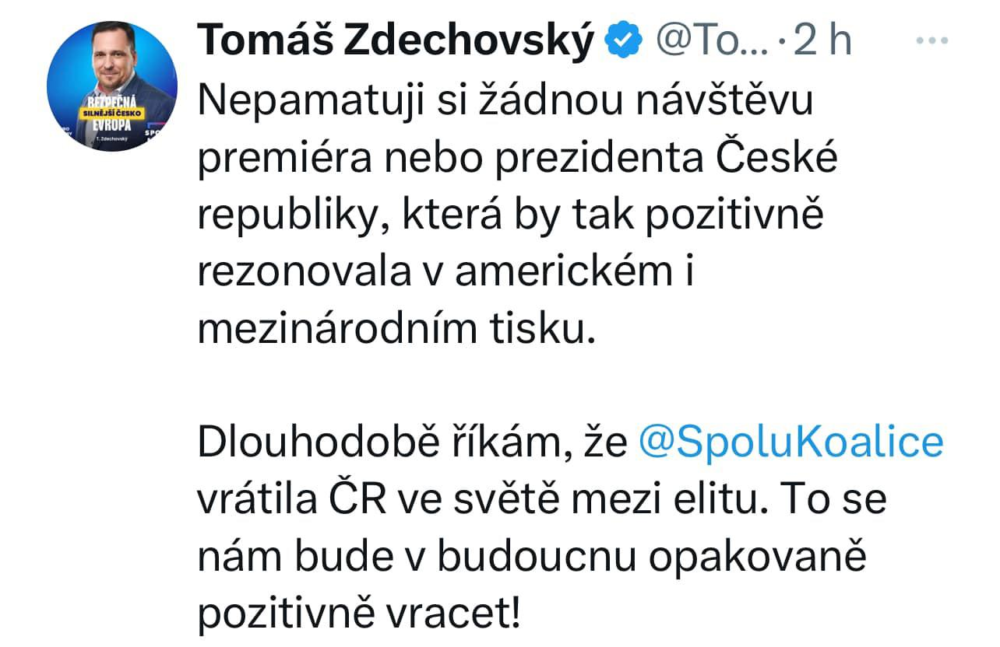 Tomáš Zdechovský @To... · 2 h
Nepamatuji si žádnou návštěvu
premiéra nebo prezidenta České
republiky, která by tak pozitivně
rezonovala v americkém i
mezinárodním tisku.
Dlouhodobě říkám, že @SpoluKoalice
vrátila ČR ve světě mezi elitu. To se
nám bude v budoucnu opakovaně
pozitivně vracet!
BEZPEČNÁ
SILNĚJŠÍ ČESKO
EVROPA
T. Zdechovský